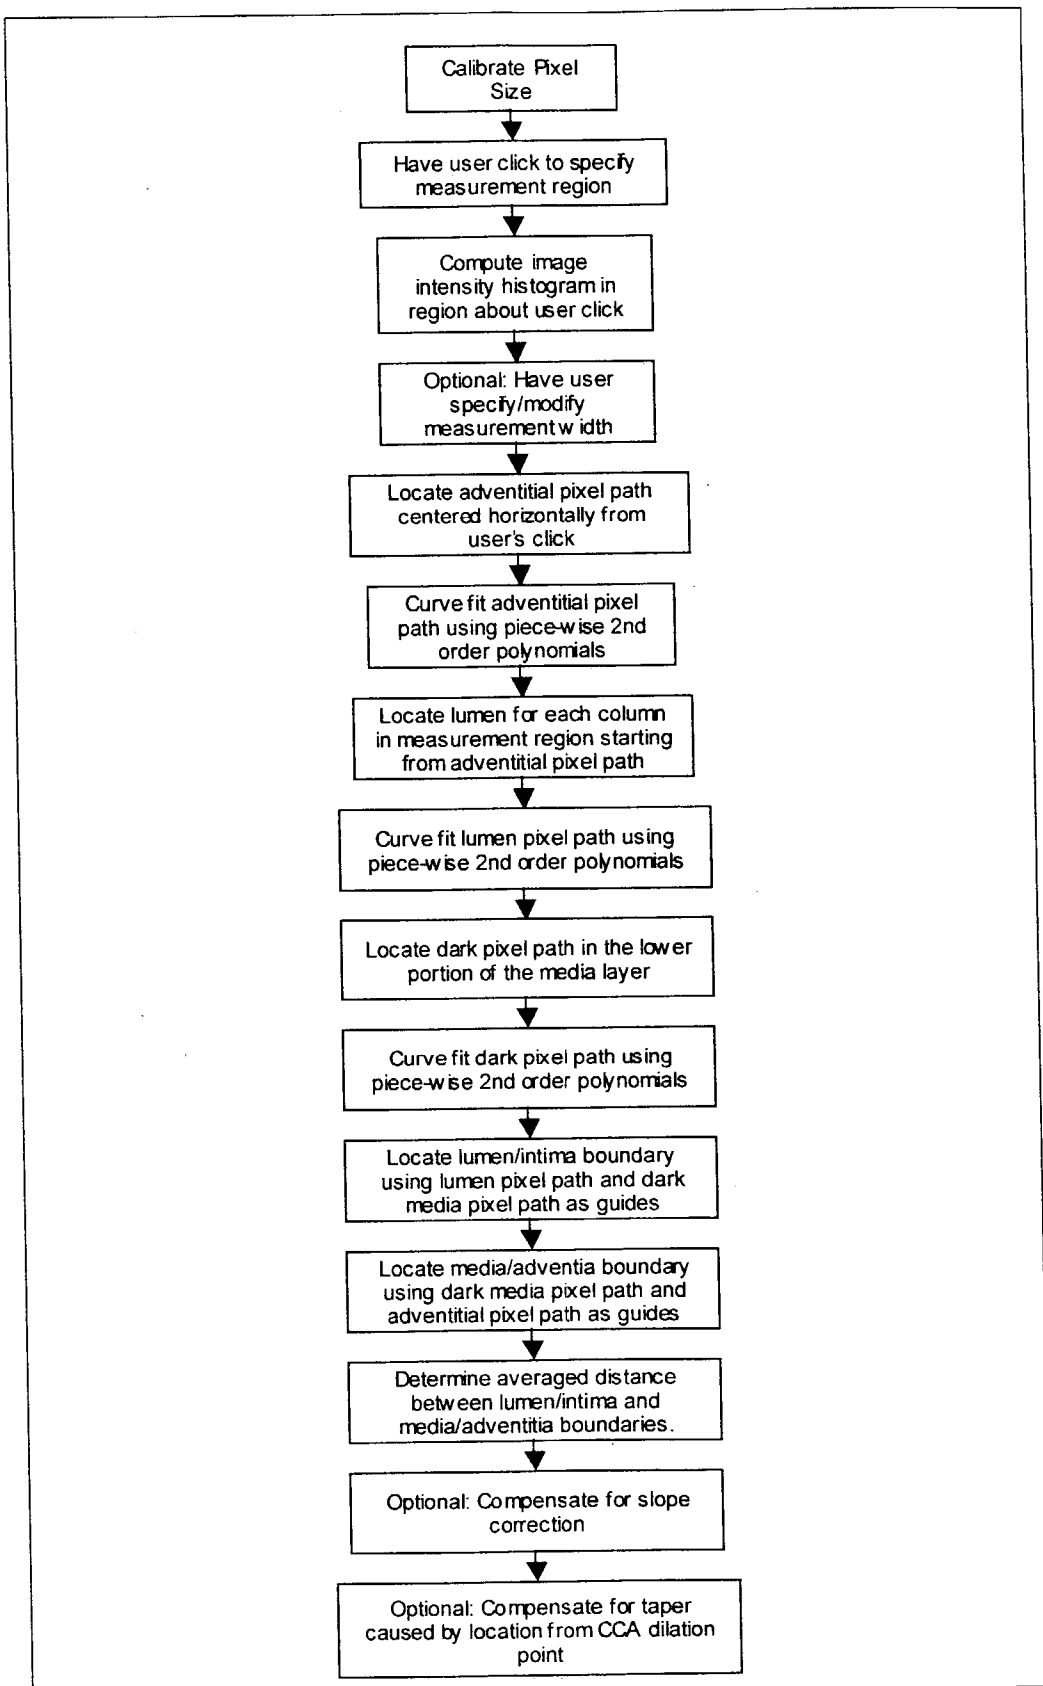 Calibrate Pixel
Size
Have user click to specify
measurement region
Compute image
intensity histogram in
region about user click
Optional: Have user
specify/modify
measurement width
Locate adventitial pixel path
centered horizontally from
user's click
Curve fit adventitial pixel
path using piece-wise 2nd
order polynomials
Locate lumen for each column
in measurement region starting
from adventitial pixel path
Curve fit lumen pixel path using
piece-wise 2nd order polynomials
Locate dark pixel path in the lower
portion of the media layer
Curve fit dark pixel path using
piece-wise 2nd order polynomials
Locate lumen/intima boundary
using lumen pixel path and dark
media pixel path as guides
Locate media/adventia boundary
using dark media pixel path and
adventitial pixel path as guides
Determine averaged distance
between lumen/intima and
media/adventitia boundaries.
Optional: Compensate for slope
correction
Optional: Compensate for taper
caused by location from CCA dilation
point